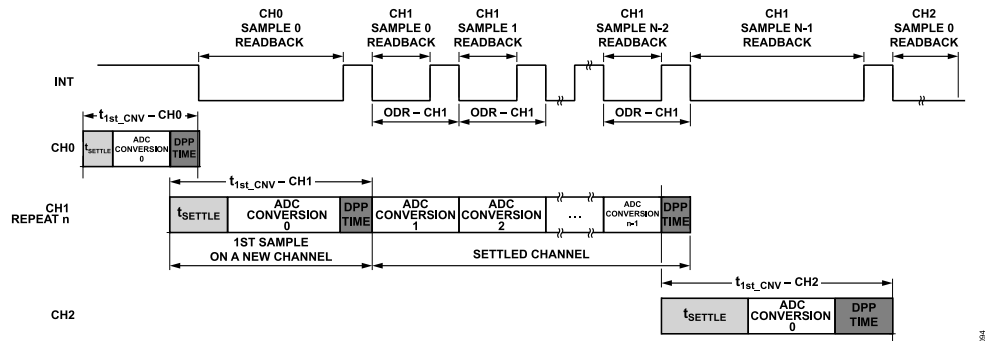 CH0
SAMPLE 0
READBACK
CH1
SAMPLE 0
READBACK
CH1
SAMPLE 1
READBACK
CH1
SAMPLE N-2
READBACK
CH1
SAMPLE N-1
READBACK
CH2
SAMPLE 0
READBACK
INT
ODR – CH1
ODR – CH1
ODR – CH1
t1st_CNV – CH0
CH0
tSETTLE
ADC
CONVERSION
0
DPP
TIME
t1st_CNV – CH1
CH1
REPEAT n
tSETTLE
ADC
CONVERSION
0
DPP
TIME
ADC
CONVERSION
1
ADC
CONVERSION
2
...
ADC
CONVERSION
n-1
DPP
TIME
1ST SAMPLE
ON A NEW CHANNEL
SETTLED CHANNEL
t1st_CNV – CH2
CH2
tSETTLE
ADC
CONVERSION
0
DPP
TIME
094